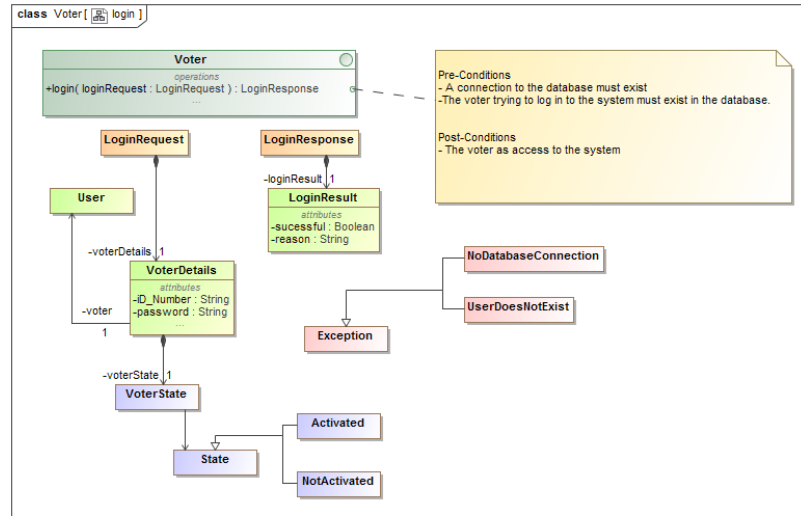 class Voter [ login ]
Voter
operations
+login( loginRequest : LoginRequest ) : LoginResponse
...
Pre-Conditions
- A connection to the database must exist
-The voter trying to log in to the system must exist in the database.
Post-Conditions
- The voter as access to the system
LoginRequest
LoginResponse
-loginResult 1
User
LoginResult
attributes
-sucessful : Boolean
-reason : String
-voterDetails 1
VoterDetails
attributes
-iD_Number : String
-password : String
...
-voter
1
NoDatabaseConnection
UserDoesNotExist
Exception
-voterState 1
VoterState
Activated
State
NotActivated